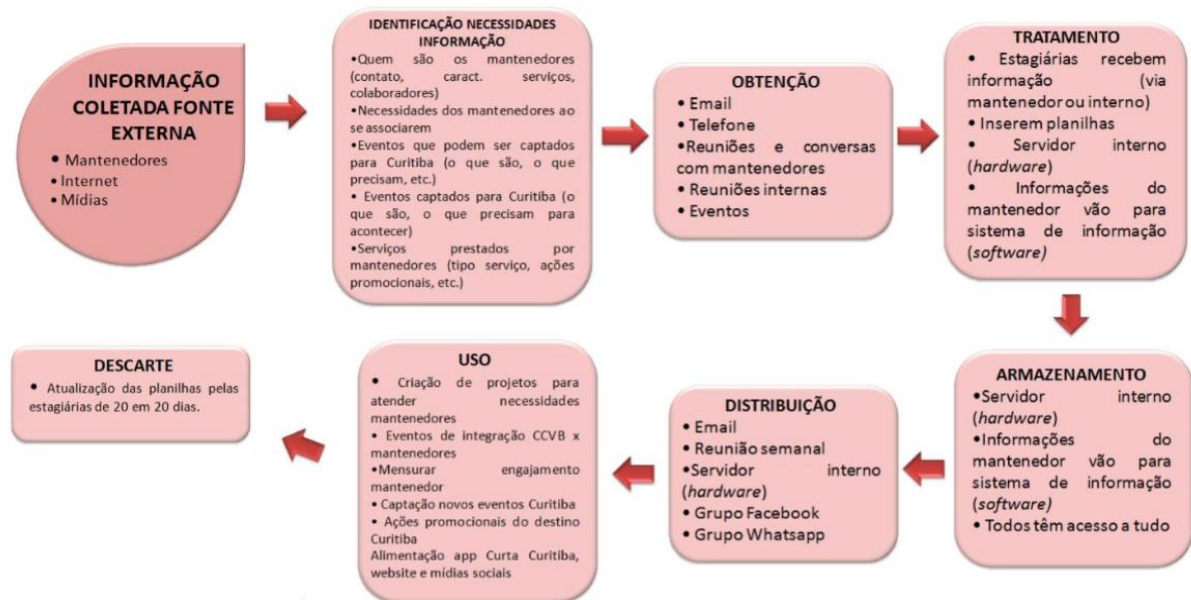 INFORMAÇÃO
COLETADA FONTE
EXTERNA
• Mantenedores
• Internet
• Mídias
IDENTIFICAÇÃO NECESSIDADES
INFORMAÇÃO
•Quem são os mantenedores
(contato, caract. serviços,
colaboradores)
•Necessidades dos mantenedores ao
se associarem
•Eventos que podem ser captados
para Curitiba (o que são, o que
precisam, etc.)
• Eventos captados para Curitiba (o
que são, o que precisam para
acontecer)
•Serviços prestados por
mantenedores (tipo serviço, ações
promocionais, etc.)
OBTENÇÃO
• Email
• Telefone
•Reuniões e conversas
com mantenedores
• Reuniões internas
• Eventos
TRATAMENTO
• Estagiárias recebem
informação (via
mantenedor ou interno)
• Inserem planilhas
• Servidor interno
(hardware)
• Informações do
mantenedor vão para
sistema de informação
(software)
ARMAZENAMENTO
•Servidor interno
(hardware)
•Informações do
mantenedor vão para
sistema de informação
(software)
• Todos têm acesso a tudo
DISTRIBUIÇÃO
• Email
• Reunião semanal
•Servidor interno
(hardware)
• Grupo Facebook
• Grupo Whatsapp
USO
• Criação de projetos para
atender necessidades
mantenedores
• Eventos de integração CCVB x
mantenedores
•Mensurar engajamento
mantenedor
• Captação novos eventos Curitiba
• Ações promocionais do destino
Curitiba
Alimentação app Curta Curitiba,
website e mídias sociais
DESCARTE
• Atualização das planilhas pelas
estagiárias de 20 em 20 dias.